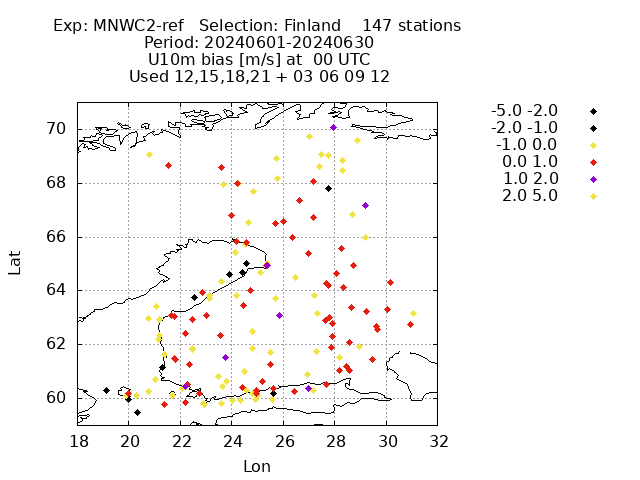 Exp: MNWC2-ref Selection: Finland 147 stations
Period: 20240601-20240630
U10m bias [m/s] at 00 UTC
Used 12,15,18,21 + 03 06 09 12
-5.0 -2.0
-2.0 -1.0
-1.0 0.0
0.0 1.0
1.0 2.0
2.0 5.0
70
68
66
64
62
60
Lat
18 20 22 24 26 28 30 32
Lon